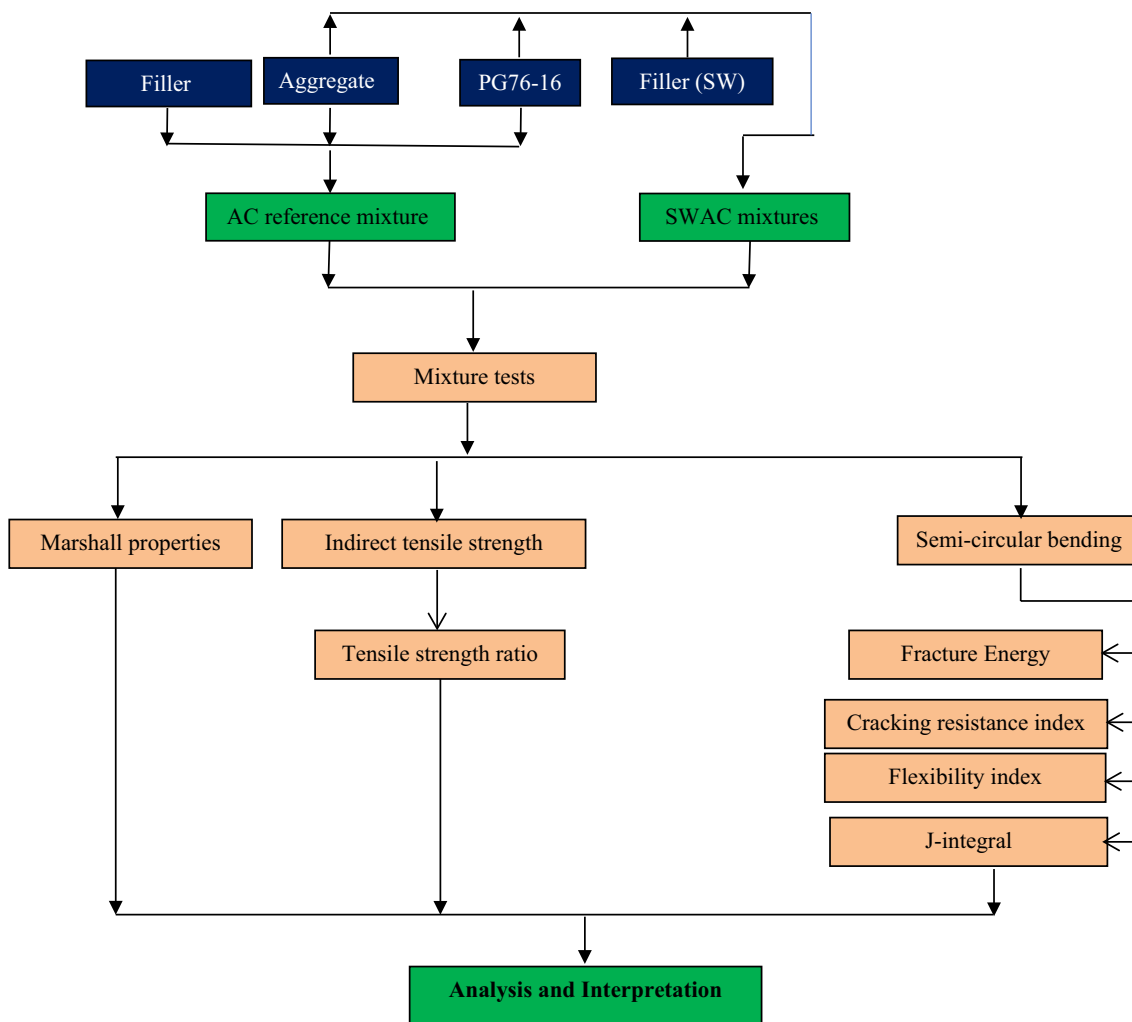 Filler
Aggregate
PG76-16
Filler (SW)
AC reference mixture
SWAC mixtures
Mixture tests
Marshall properties
Indirect tensile strength
Semi-circular bending
Tensile strength ratio
Fracture Energy
Cracking resistance index
Flexibility index
J-integral
Analysis and Interpretation